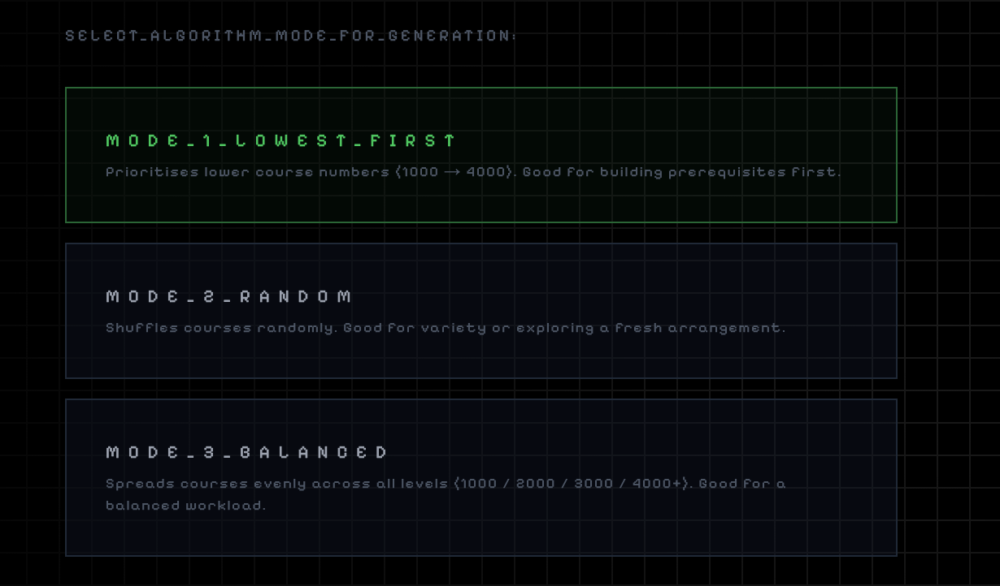 SELECT_ALGORITHM_MODE_FOR_GENERATION:
MODE_1_LOWEST_FIRST
Prioritises lower course numbers (1000 → 4000). Good for building prerequisites first.
MODE_2_RANDOM
Shuffles courses randomly. Good for variety or exploring a fresh arrangement.
MODE_3_BALANCED
Spreads courses evenly across all levels (1000 / 2000 / 3000 / 4000+). Good for a
balanced workload.